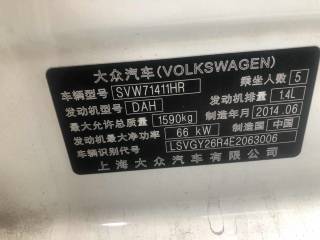 大众汽车(VOLKSWAGEN)
车辆型号 SVW71411HR 乘坐人数 5
发动机型号 DAH 发动机排量 1.4L
最大允许总质量 1590kg 制造年月 2014.06
发动机最大净功率 66 kW 制造国 中国
车辆识别代号 LSVGY26R4E2063006
上海大众汽车有限公司